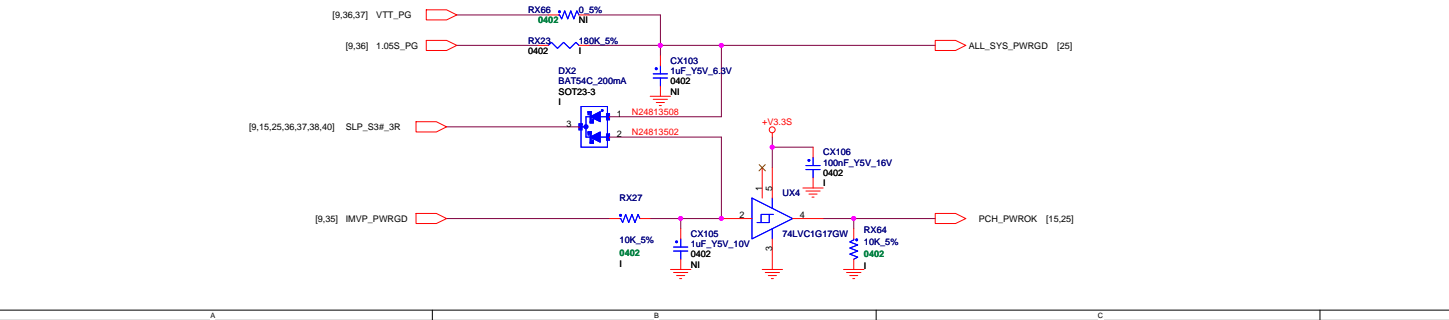 [9,36,37] VTT_PG
RX66 0_5%
0402 NI
[9,36] 1.05S_PG
RX23 180K_5%
0402 I
ALL_SYS_PWRGD [25]
CX103
1uF_Y5V_6.3V
0402
NI
DX2
BAT54C_200mA
SOT23-3
I
[9,15,25,36,37,38,40] SLP_S3#_3R
3
1 N24813508
2 N24813502
+V3.3S
CX106
100nF_Y5V_16V
0402
I
1 5
UX4
RX27
[9,35] IMVP_PWRGD
2
4
PCH_PWROK [15,25]
74LVC1G17GW
3
10K_5%
0402
I
CX105
1uF_Y5V_10V
0402
NI
RX64
10K_5%
0402
I
A B C